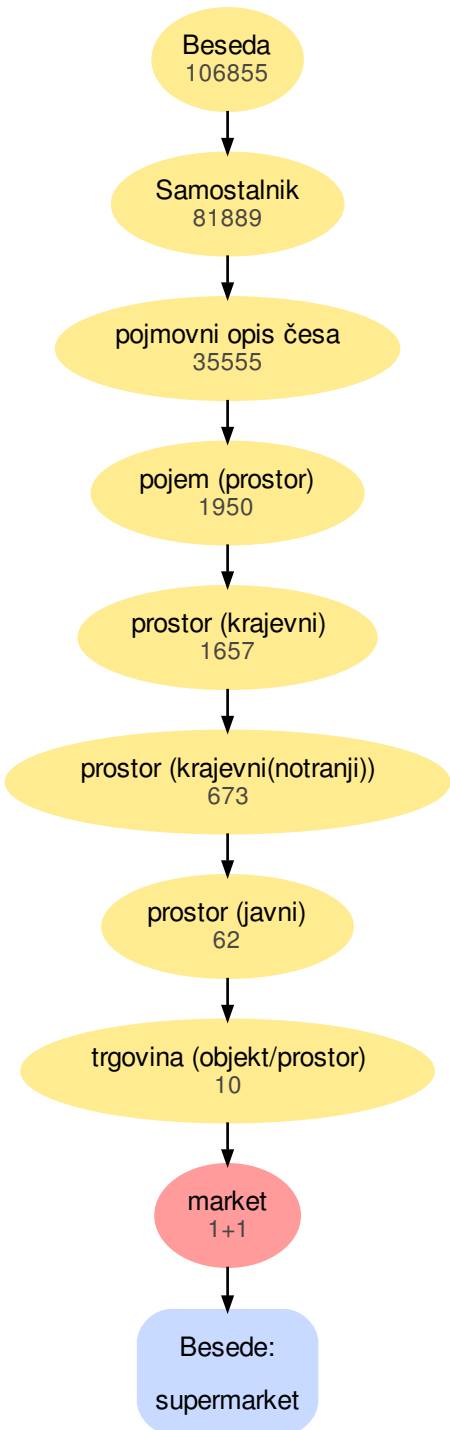 Beseda
106855
Samostalnik
81889
pojmovni opis česa
35555
pojem (prostor)
1950
prostor (krajevni)
1657
prostor (krajevni(notranji))
673
prostor (javni)
62
trgovina (objekt/prostor)
10
market
1+1
Besede:
supermarket